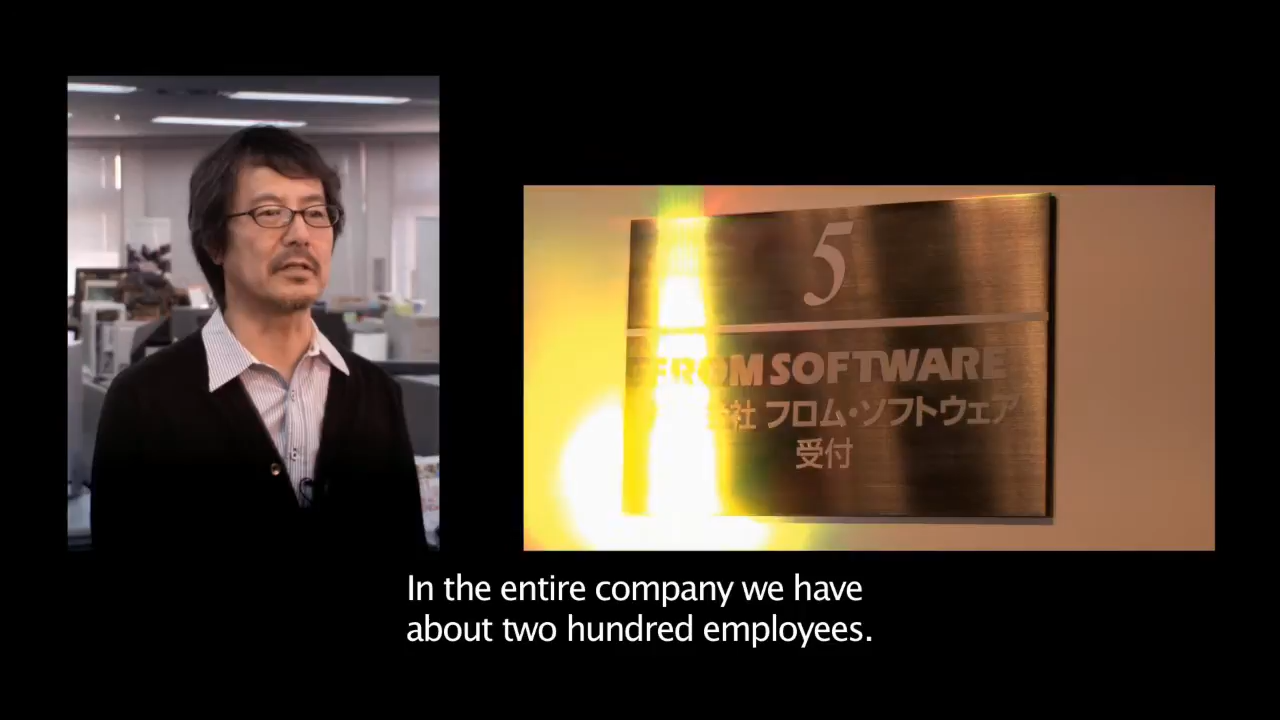 5
FROM SOFTWARE
会社 フロム・ソフトウェア
受付
In the entire company we have
about two hundred employees.